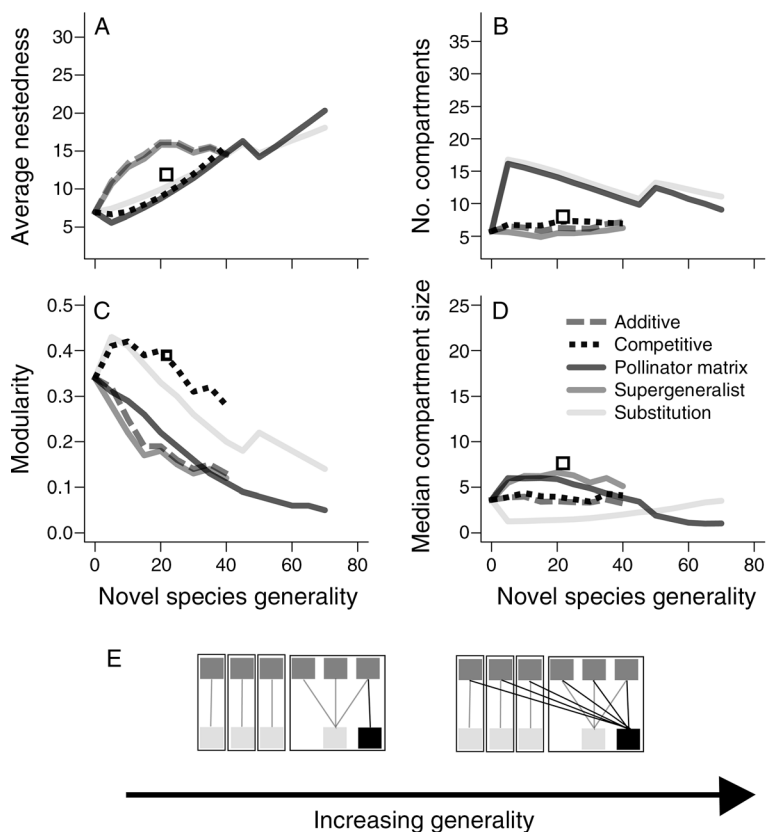 A
Average nestedness
30
25
20
15
10
5
B
No. compartments
35
30
25
20
15
10
5
C
Modularity
0.5
0.4
0.3
0.2
0.1
0.0
0 20 40 60 80
Novel species generality
D
Median compartment size
25
20
15
10
5
0
Additive
Competitive
Pollinator matrix
Supergeneralist
Substitution
0 20 40 60 80
Novel species generality
E
Increasing generality